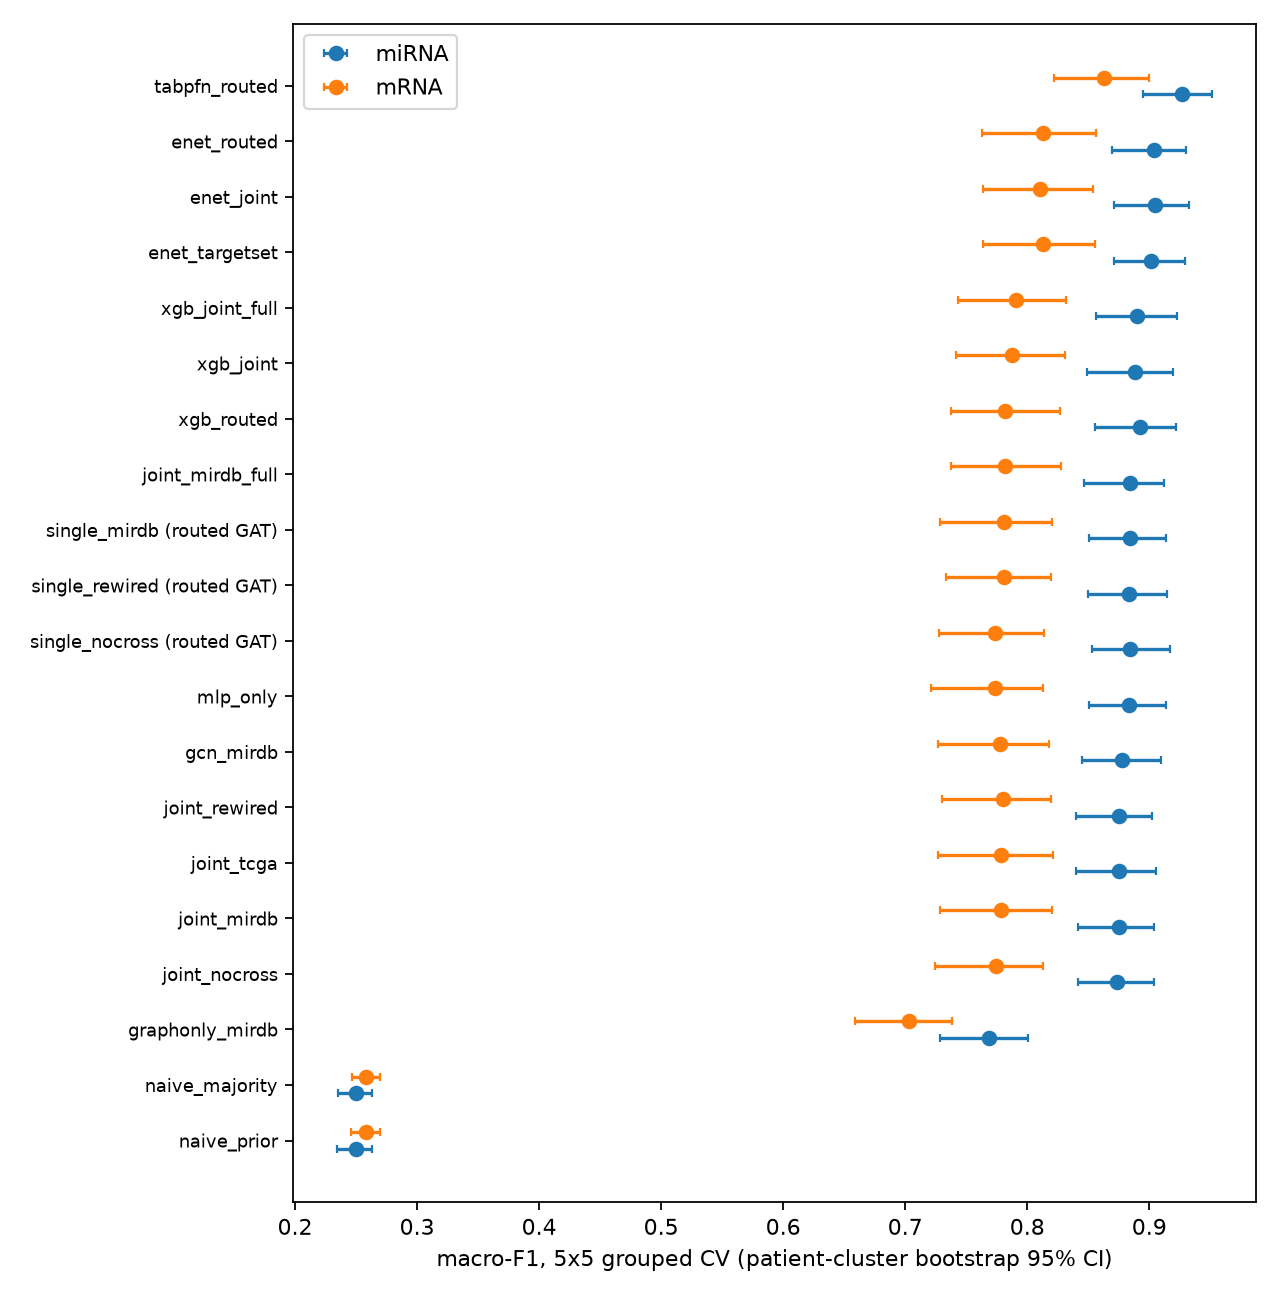 miRNA
mRNA
tabpfn_routed
enet_routed
enet_joint
enet_targetset
xgb_joint_full
xgb_joint
xgb_routed
joint_mirdb_full
single_mirdb (routed GAT)
single_rewired (routed GAT)
single_nocross (routed GAT)
mlp_only
gcn_mirdb
joint_rewired
joint_tcga
joint_mirdb
joint_nocross
graphonly_mirdb
naive_majority
naive_prior
0.2 0.3 0.4 0.5 0.6 0.7 0.8 0.9
macro-F1, 5x5 grouped CV (patient-cluster bootstrap 95% CI)